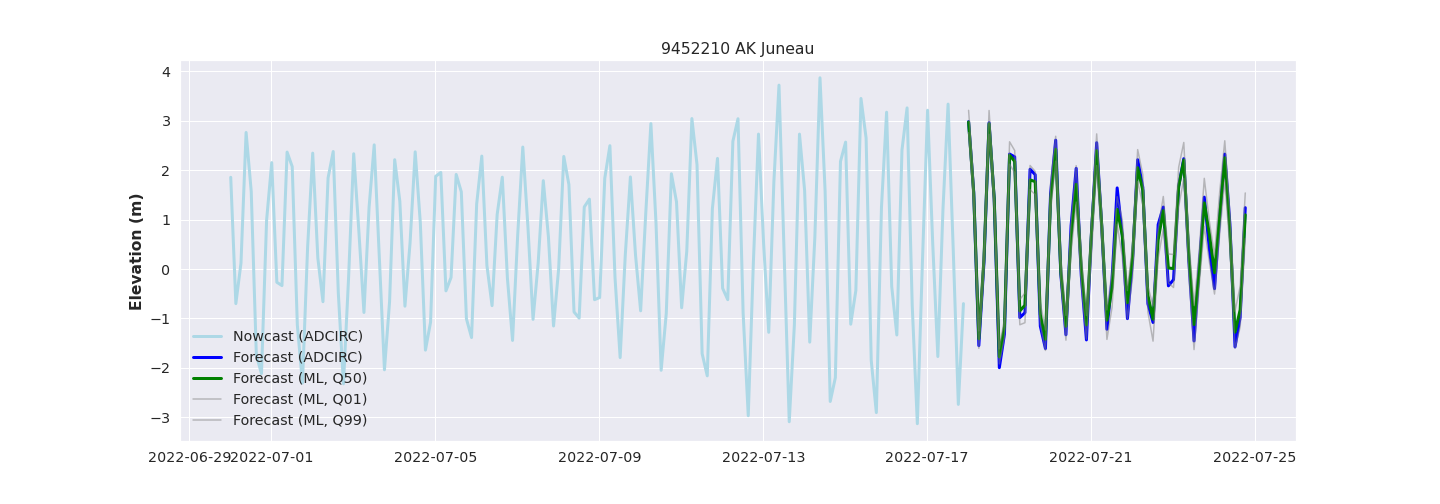 9452210 AK Juneau
4
3
2
1
0
−1
−2
−3
Elevation (m)
Nowcast (ADCIRC)
Forecast (ADCIRC)
Forecast (ML, Q50)
Forecast (ML, Q01)
Forecast (ML, Q99)
2022-06-29 2022-07-01 2022-07-05 2022-07-09 2022-07-13 2022-07-17 2022-07-21 2022-07-25